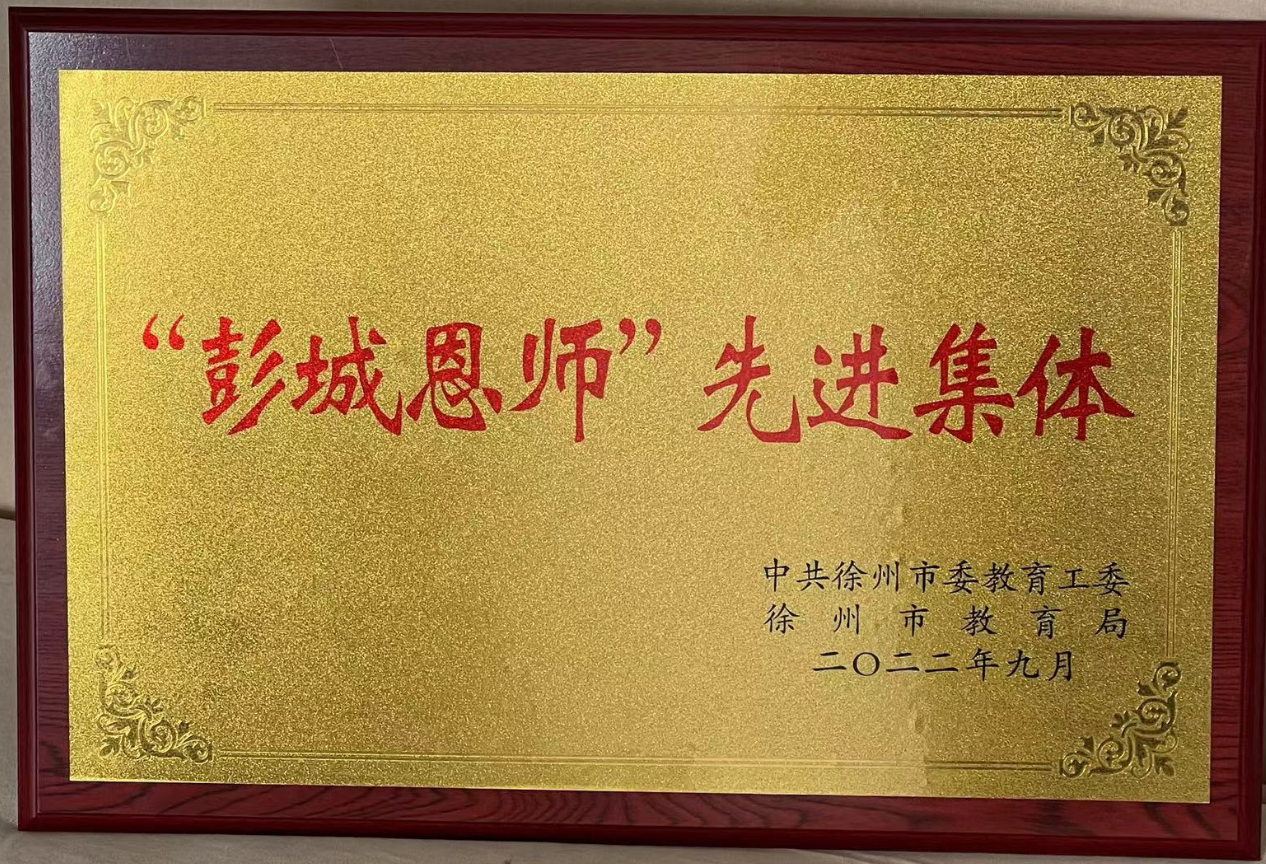 “彭城恩师”先进集体
中共徐州市委教育工委
徐州市教育局
二〇二二年九月